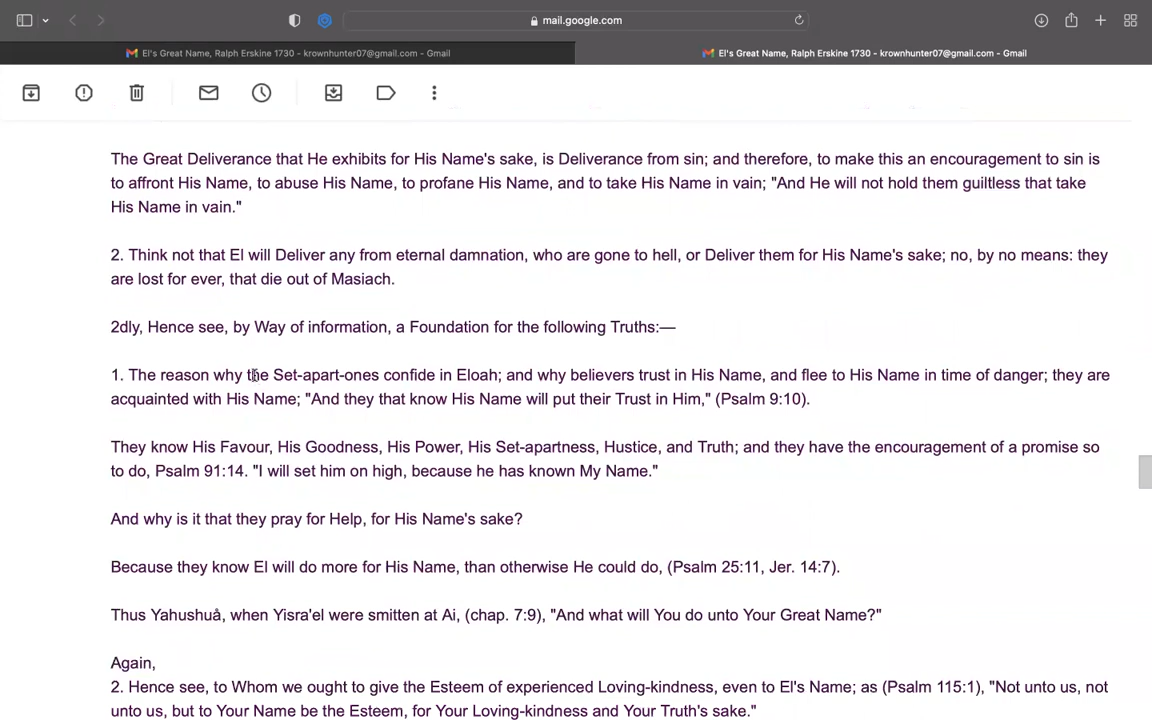 mail.google.com
El's Great Name, Ralph Erskine 1730 - krownhunter07@gmail.com - Gmail
El's Great Name, Ralph Erskine 1730 - krownhunter07@gmail.com - Gmail
The Great Deliverance that He exhibits for His Name's sake, is Deliverance from sin; and therefore, to make this an encouragement to sin is
to affront His Name, to abuse His Name, to profane His Name, and to take His Name in vain; "And He will not hold them guiltless that take
His Name in vain."
2. Think not that El will Deliver any from eternal damnation, who are gone to hell, or Deliver them for His Name's sake; no, by no means: they
are lost for ever, that die out of Masiach.
2dly, Hence see, by Way of information, a Foundation for the following Truths:—
1. The reason why the Set-apart-ones confide in Eloah; and why believers trust in His Name, and flee to His Name in time of danger; they are
acquainted with His Name; "And they that know His Name will put their Trust in Him," (Psalm 9:10).
They know His Favour, His Goodness, His Power, His Set-apartness, Hustice, and Truth; and they have the encouragement of a promise so
to do, Psalm 91:14. "I will set him on high, because he has known My Name."
And why is it that they pray for Help, for His Name's sake?
Because they know El will do more for His Name, than otherwise He could do, (Psalm 25:11, Jer. 14:7).
Thus Yahushuå, when Yisra'el were smitten at Ai, (chap. 7:9), "And what will You do unto Your Great Name?"
Again,
2. Hence see, to Whom we ought to give the Esteem of experienced Loving-kindness, even to El's Name; as (Psalm 115:1), "Not unto us, not
unto us, but to Your Name be the Esteem, for Your Loving-kindness and Your Truth's sake."